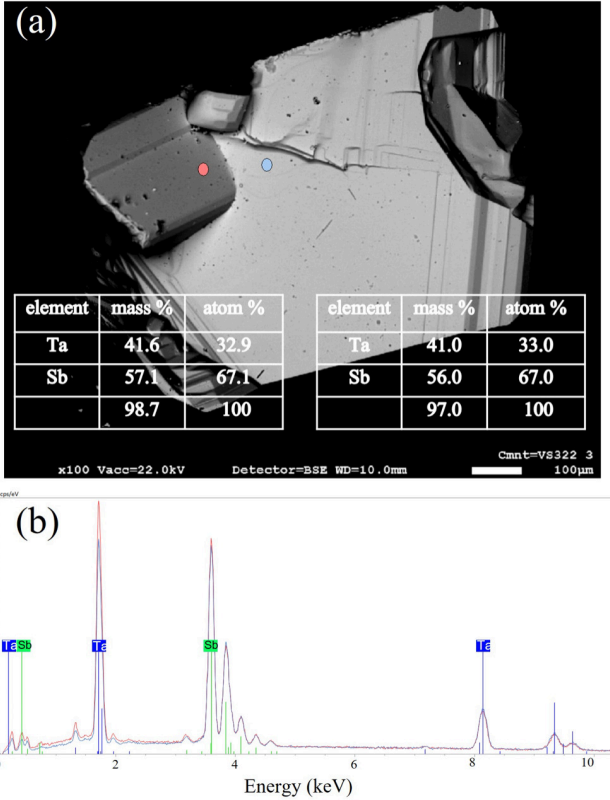 (a)
element mass % atom %
Ta 41.6 32.9
Sb 57.1 67.1
98.7 100
element mass % atom %
Ta 41.0 33.0
Sb 56.0 67.0
97.0 100
Cmnt=VS322 3
x100 Vacc=22.0kV Detector=BSE WD=10.0mm 100µm
cps/eV
(b)
Ta Sb Ta Sb Ta
2 4 6 8 10
Energy (keV)